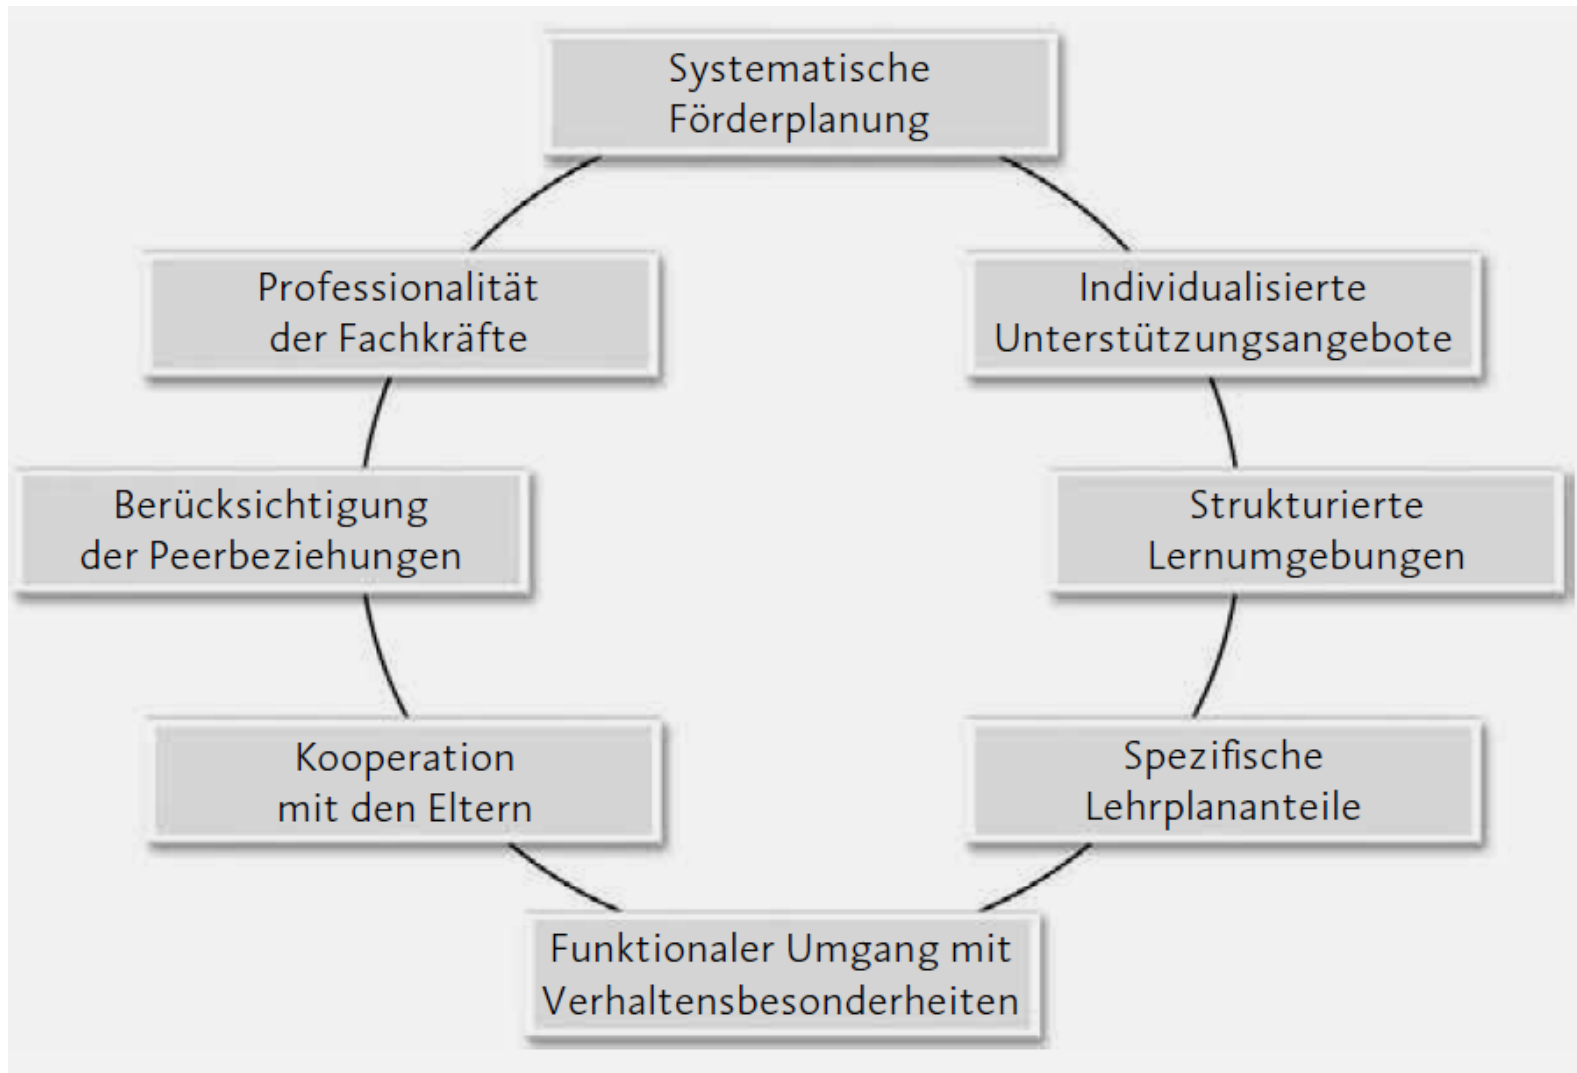 Systematische
Förderplanung
Professionalität
der Fachkräfte
Individualisierte
Unterstützungsangebote
Berücksichtigung
der Peerbeziehungen
Strukturierte
Lernumgebungen
Kooperation
mit den Eltern
Spezifische
Lehrplananteile
Funktionaler Umgang mit
Verhaltensbesonderheiten